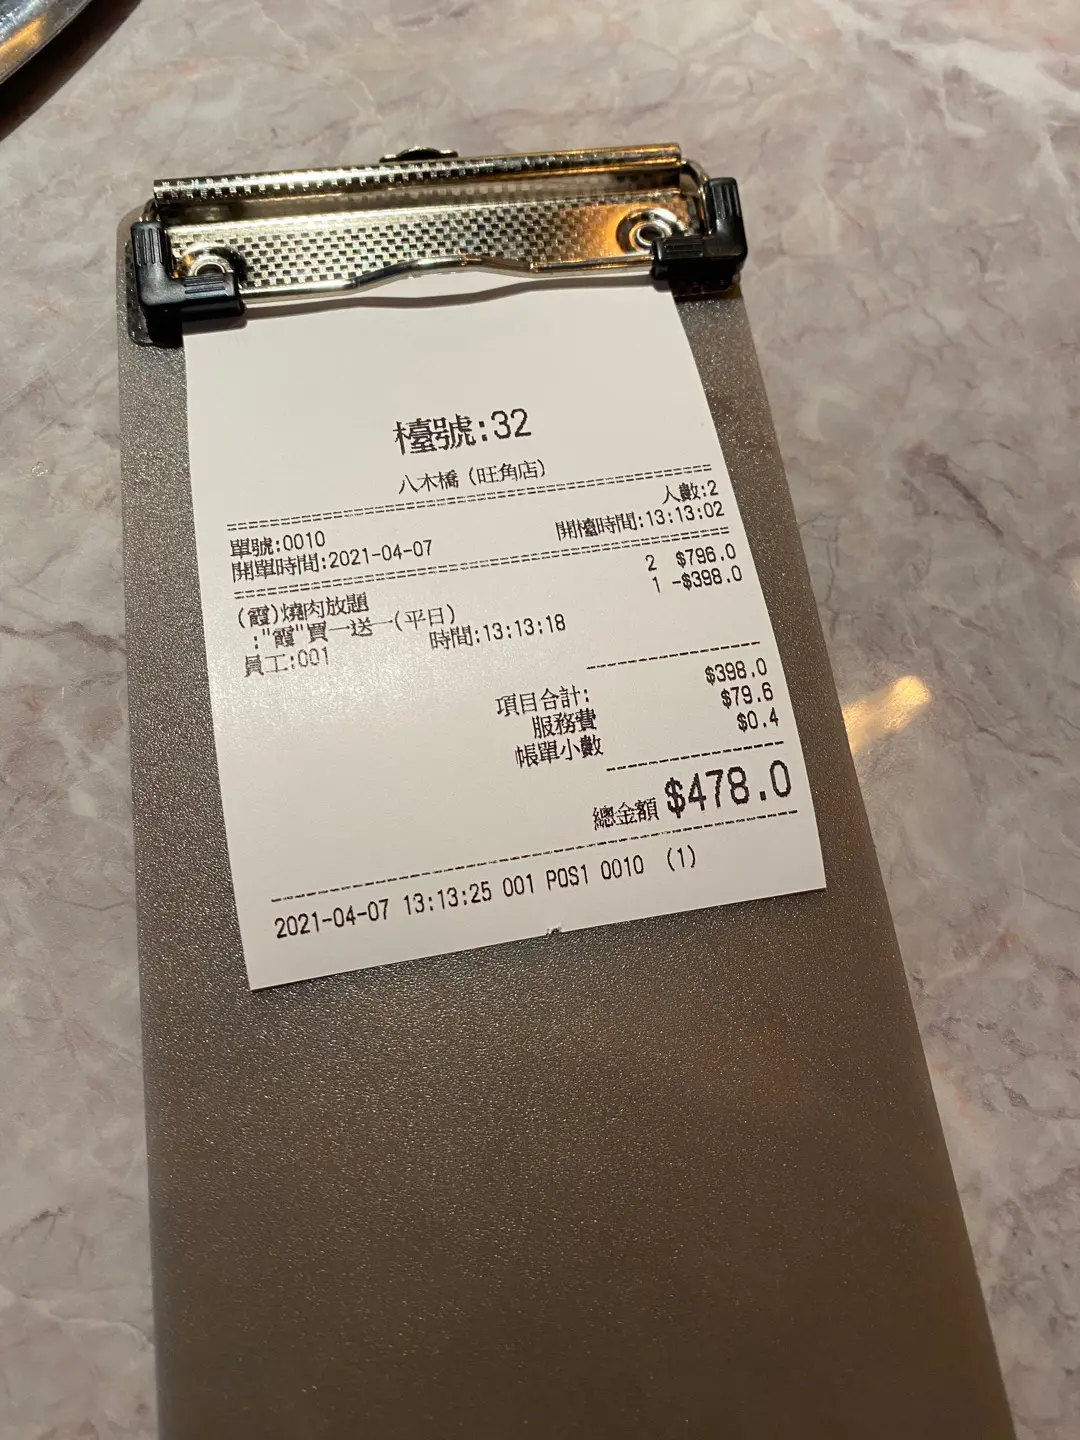 檯號:32
八木橋 (旺角店)
單號:0010 人數:2
開單時間:2021-04-07 開檯時間:13:13:02
(霞)燒肉放題 2 $796.0
:"霞"買一送一(平日) 1 -$398.0
員工:001 時間:13:13:18
項目合計: $398.0
服務費 $79.6
帳單小數 $0.4
總金額 $478.0
2021-04-07 13:13:25 001 POS1 0010 (1)